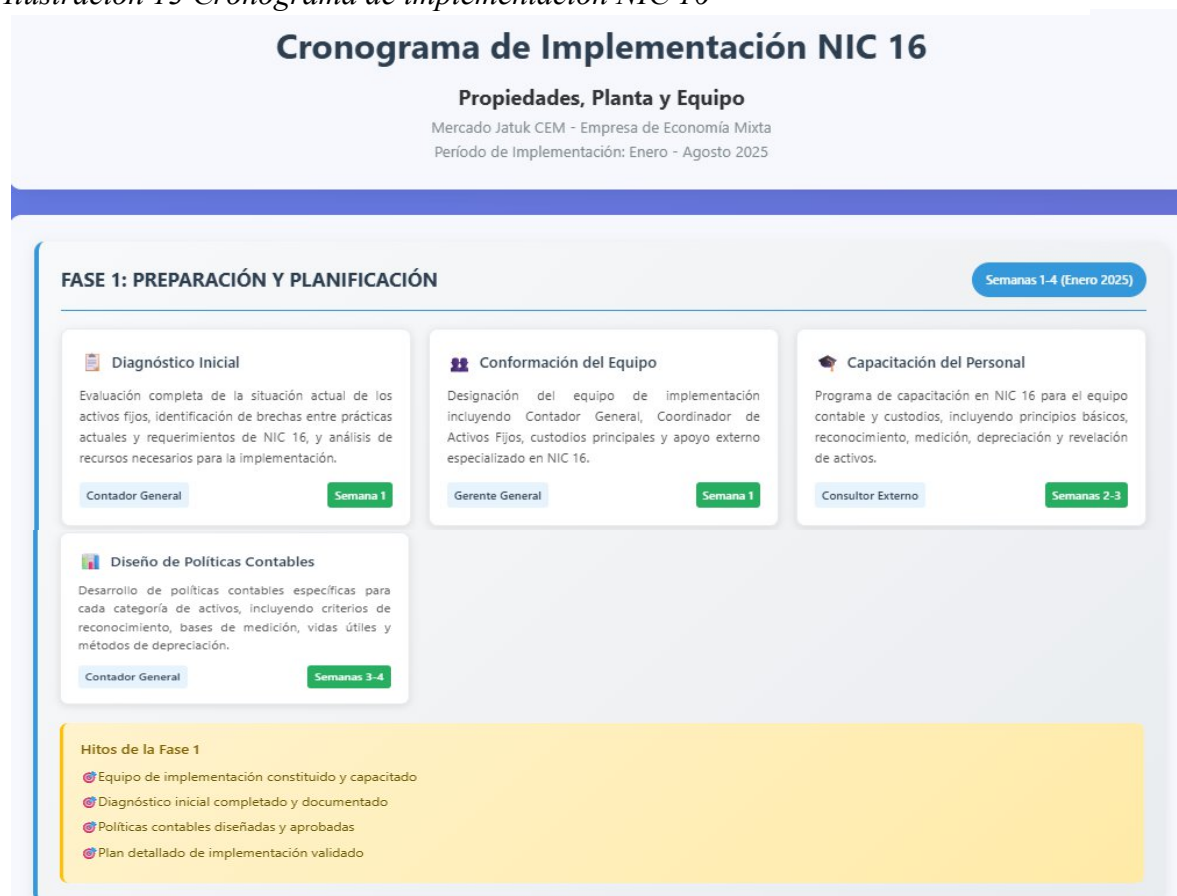 Ilustración 15 Cronograma de implementación NIC 16
Cronograma de Implementación NIC 16
Propiedades, Planta y Equipo
Mercado Jatuk CEM - Empresa de Economía Mixta
Período de Implementación: Enero - Agosto 2025
FASE 1: PREPARACIÓN Y PLANIFICACIÓN
Semanas 1-4 (Enero 2025)
Diagnóstico Inicial
Evaluación completa de la situación actual de los
activos fijos, identificación de brechas entre prácticas
actuales y requerimientos de NIC 16, y análisis de
recursos necesarios para la implementación.
Contador General
Semana 1
Conformación del Equipo
Designación del equipo de implementación
incluyendo Contador General, Coordinador de
Activos Fijos, custodios principales y apoyo externo
especializado en NIC 16.
Gerente General
Semana 1
Capacitación del Personal
Programa de capacitación en NIC 16 para el equipo
contable y custodios, incluyendo principios básicos,
reconocimiento, medición, depreciación y revelación
de activos.
Consultor Externo
Semanas 2-3
Diseño de Políticas Contables
Desarrollo de políticas contables específicas para
cada categoría de activos, incluyendo criterios de
reconocimiento, bases de medición, vidas útiles y
métodos de depreciación.
Contador General
Semanas 3-4
Hitos de la Fase 1
Equipo de implementación constituido y capacitado
Diagnóstico inicial completado y documentado
Políticas contables diseñadas y aprobadas
Plan detallado de implementación validado